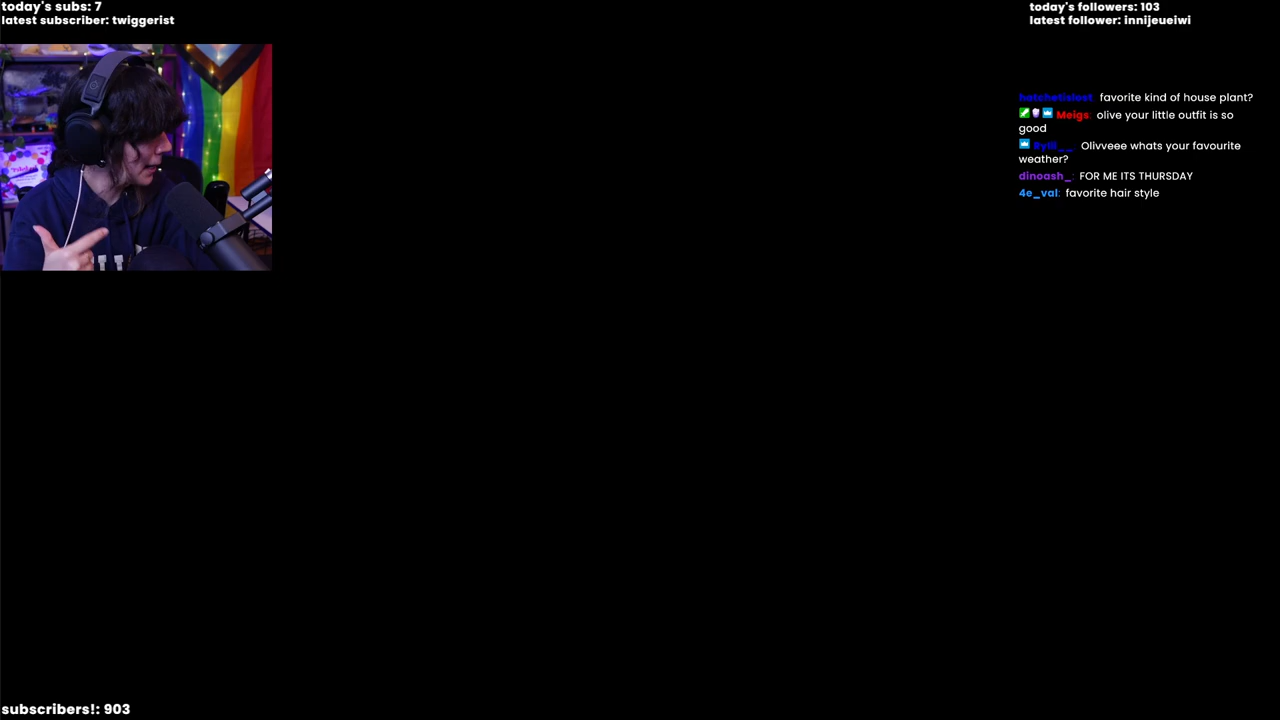 today's subs: 7
latest subscriber: twiggerist
today's followers: 103
latest follower: innijeueiwi
hatchetislost: favorite kind of house plant?
Meigs: olive your little outfit is so
good
Olivveee whats your favourite
weather?
dinoash_: FOR ME ITS THURSDAY
4e_val: favorite hair style
subscribers!: 903